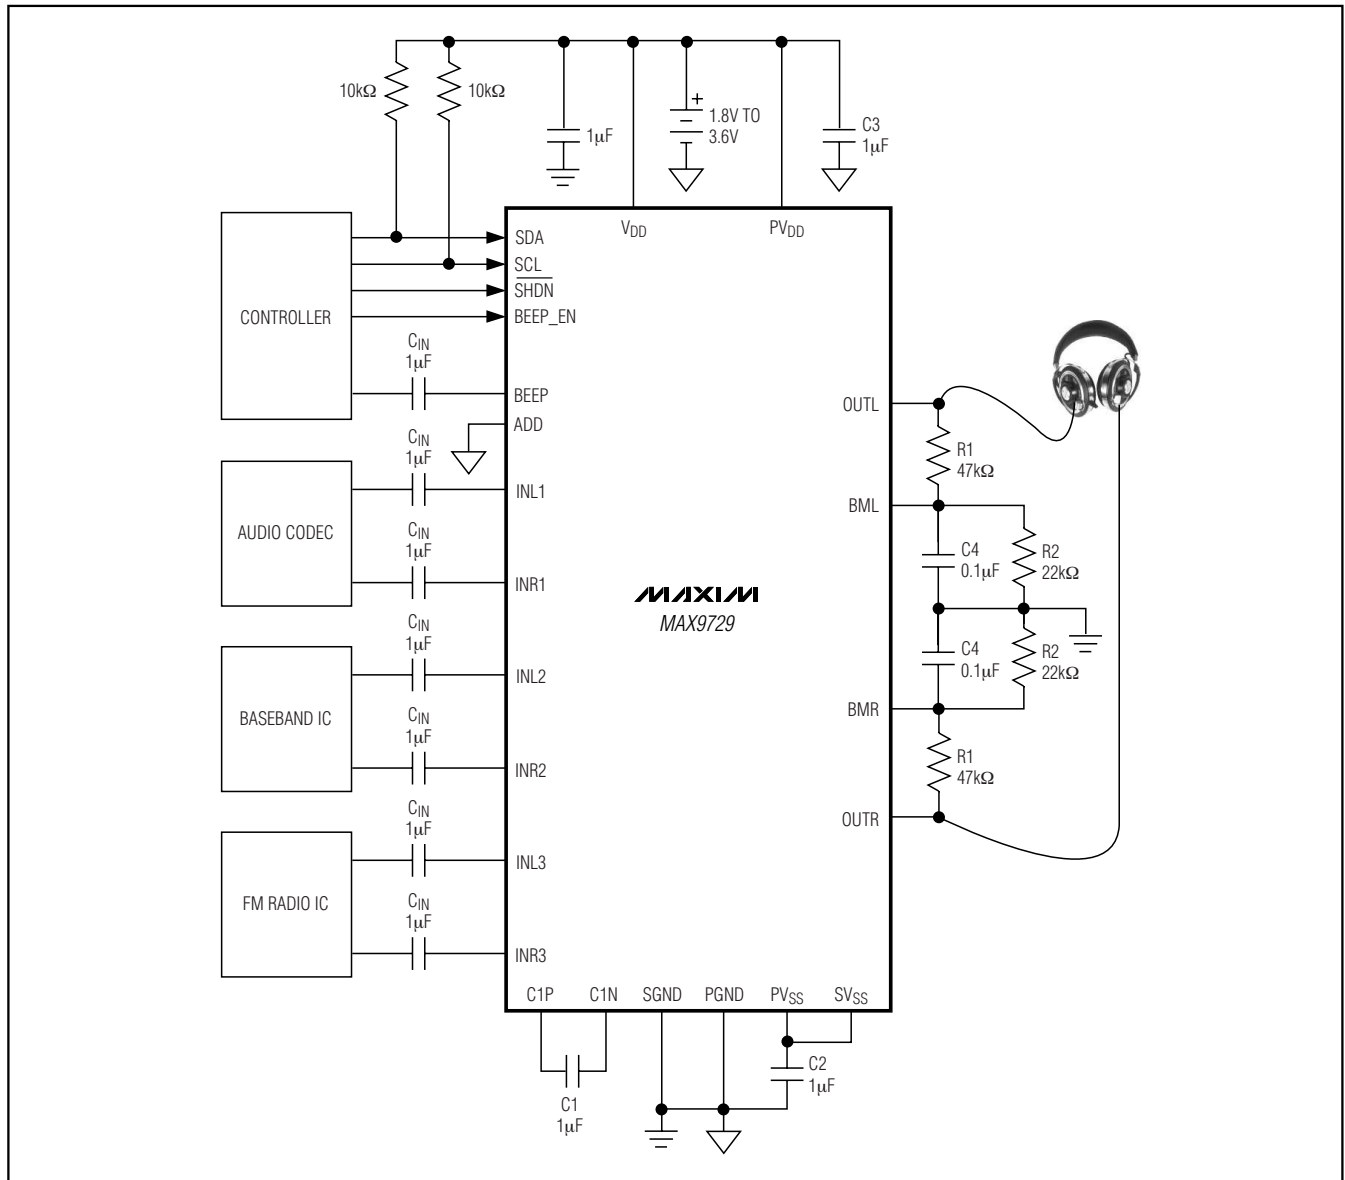 10kΩ
10kΩ
1µF
+
1.8V TO
3.6V
C3
1µF
VDD
PVDD
CONTROLLER
SDA
SCL
SHDN
BEEP_EN
CIN
1µF
BEEP
ADD
CIN
1µF
INL1
AUDIO CODEC
CIN
1µF
INR1
CIN
1µF
INL2
BASEBAND IC
CIN
1µF
INR2
CIN
1µF
INL3
FM RADIO IC
CIN
1µF
INR3
MAXIM
MAX9729
OUTL
R1
47kΩ
BML
C4
0.1µF
R2
22kΩ
C4
0.1µF
R2
22kΩ
BMR
R1
47kΩ
OUTR
C1P
C1N
SGND
PGND
PVSS
SVSS
C1
1µF
C2
1µF